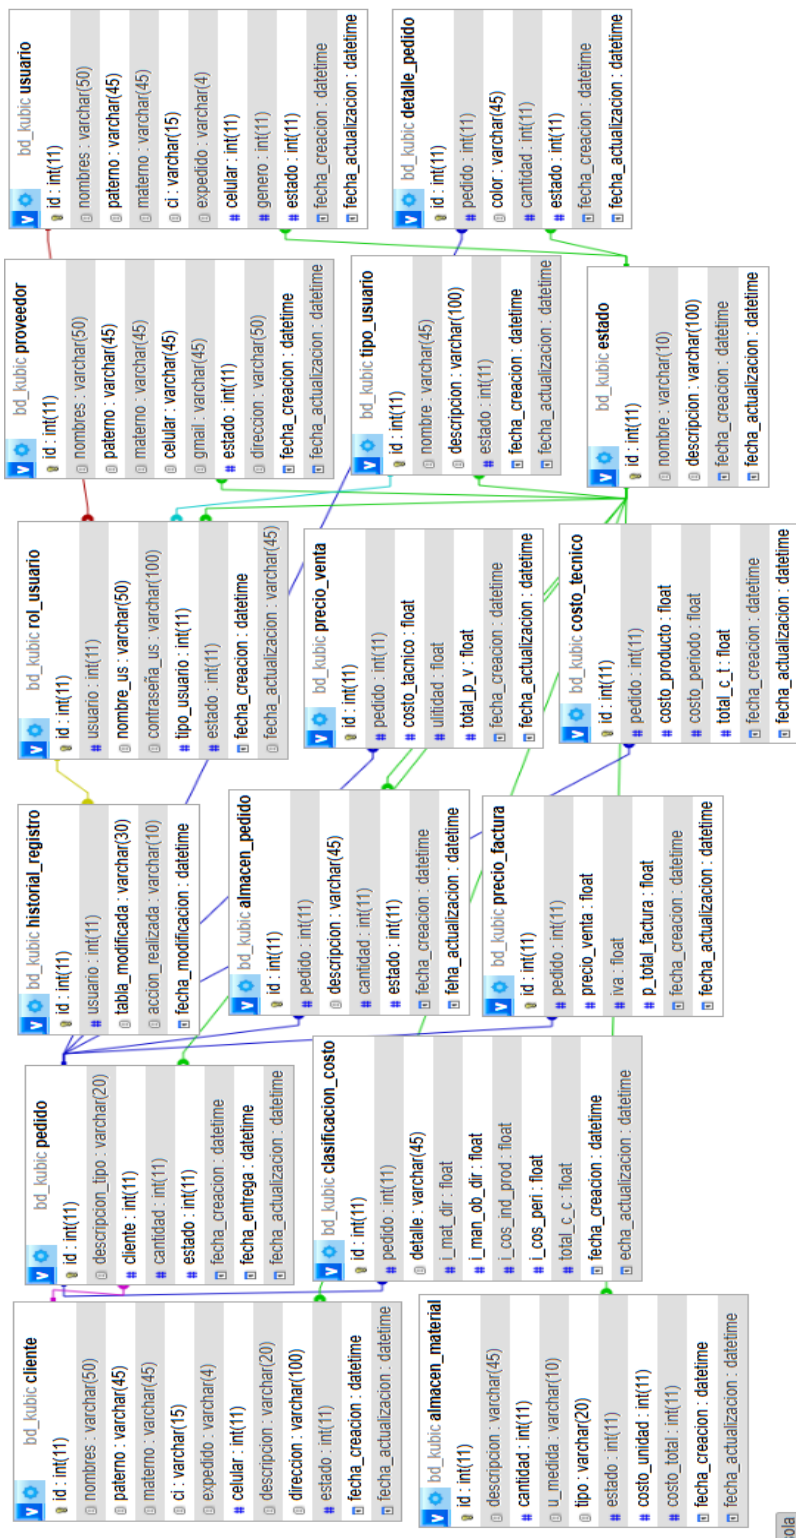 bd_kubic cliente
id : int(11)
nombres : varchar(50)
paterno : varchar(45)
materno : varchar(45)
ci : varchar(15)
expedido : varchar(4)
celular : int(11)
descripcion : varchar(20)
direccion : varchar(100)
estado : int(11)
fecha_creacion : datetime
fecha_actualizacion : datetime
bd_kubic pedido
id : int(11)
descripcion_tipo : varchar(20)
cliente : int(11)
cantidad : int(11)
estado : int(11)
fecha_creacion : datetime
fecha_entrega : datetime
fecha_actualizacion : datetime
bd_kubic historial_registro
id : int(11)
usuario : int(11)
tabla_modificada : varchar(30)
accion_realizada : varchar(10)
fecha_modificacion : datetime
bd_kubic rol_usuario
id : int(11)
usuario : int(11)
nombre_us : varchar(50)
contraseña_us : varchar(100)
tipo_usuario : int(11)
estado : int(11)
fecha_creacion : datetime
fecha_actualizacion : varchar(45)
bd_kubic proveedor
id : int(11)
nombres : varchar(50)
paterno : varchar(45)
materno : varchar(45)
celular : varchar(45)
gmail : varchar(45)
estado : int(11)
direccion : varchar(50)
fecha_creacion : datetime
fecha_actualizacion : datetime
bd_kubic usuario
id : int(11)
nombres : varchar(50)
paterno : varchar(45)
materno : varchar(45)
ci : varchar(15)
expedido : varchar(4)
celular : int(11)
genero : int(11)
estado : int(11)
fecha_creacion : datetime
fecha_actualizacion : datetime
bd_kubic almacen_material
id : int(11)
descripcion : varchar(45)
cantidad : int(11)
u_medida : varchar(10)
tipo : varchar(20)
estado : int(11)
costo_unidad : int(11)
costo_total : int(11)
fecha_creacion : datetime
fecha_actualizacion : datetime
bd_kubic clasificacion_costo
id : int(11)
pedido : int(11)
detalle : varchar(45)
i_mat_dir : float
i_man_ob_dir : float
i_cos_ind_prod : float
i_cos_peri : float
total_c_c : float
fecha_creacion : datetime
echa_actualizacion : datetime
bd_kubic almacen_pedido
id : int(11)
pedido : int(11)
descripcion : varchar(45)
cantidad : int(11)
estado : int(11)
fecha_creacion : datetime
feha_actualizacion : datetime
bd_kubic precio_venta
id : int(11)
pedido : int(11)
costo_tacnico : float
ulitidad : float
total_p_v : float
fecha_creacion : datetime
fecha_actualizacion : datetime
bd_kubic tipo_usuario
id : int(11)
nombre : varchar(45)
descripcion : varchar(100)
estado : int(11)
fecha_creacion : datetime
fecha_actualizacion : datetime
bd_kubic detalle_pedido
id : int(11)
pedido : int(11)
color : varchar(45)
cantidad : int(11)
estado : int(11)
fecha_creacion : datetime
fecha_actualizacion : datetime
bd_kubic precio_factura
id : int(11)
pedido : int(11)
precio_venta : float
iva : float
p_total_factura : float
fecha_creacion : datetime
fecha_actualizacion : datetime
bd_kubic costo_tecnico
id : int(11)
pedido : int(11)
costo_producto : float
costo_periodo : float
total_c_t : float
fecha_creacion : datetime
fecha_actualizacion : datetime
bd_kubic estado
id : int(11)
nombre : varchar(10)
descripcion : varchar(100)
fecha_creacion : datetime
fecha_actualizacion : datetime
ola